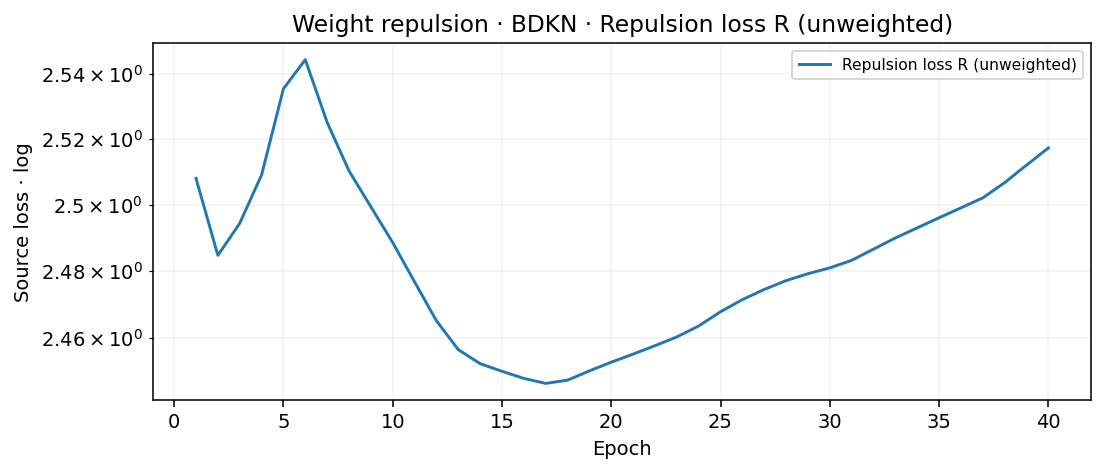 Weight repulsion · BDKN · Repulsion loss R (unweighted)
Repulsion loss R (unweighted)
Source loss · log
2.54 × 10⁰
2.52 × 10⁰
2.5 × 10⁰
2.48 × 10⁰
2.46 × 10⁰
0 5 10 15 20 25 30 35 40
Epoch